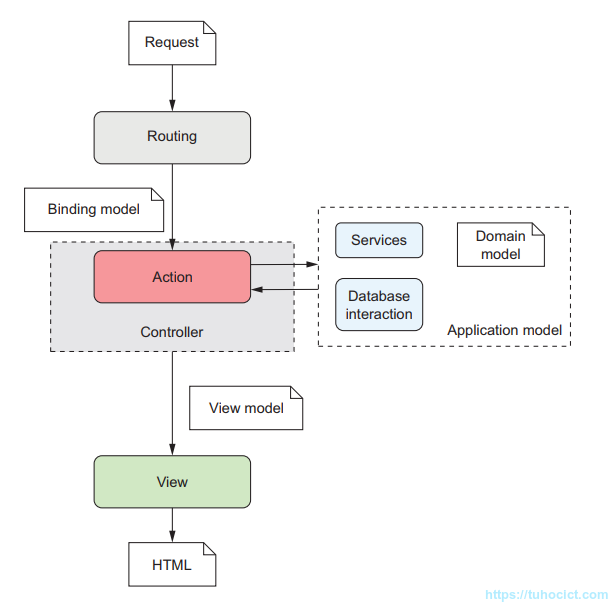 Request
Routing
Binding model
Action
Controller
Services
Domain
model
Database
interaction
Application model
View model
View
HTML
https://tuhocict.com